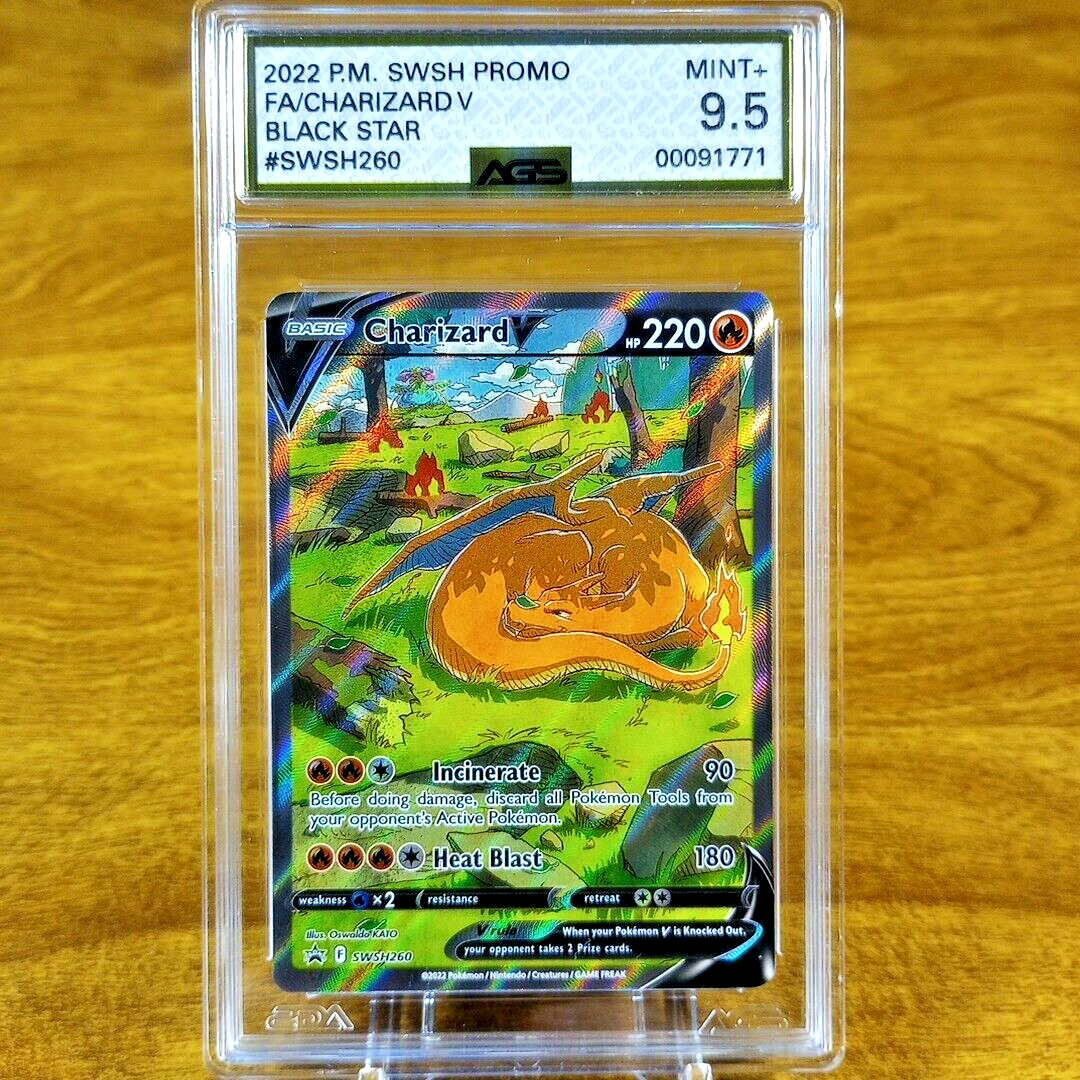 2022 P.M. SWSH PROMO
FA/CHARIZARD V
BLACK STAR
#SWSH260
MINT+
9.5
00091771
AGS
BASIC
Charizard V
HP 220
Incinerate 90
Before doing damage, discard all Pokémon Tools from
your opponent's Active Pokémon.
Heat Blast 180
weakness ×2 resistance retreat
Illus. Oswaldo KATO
V rule When your Pokémon V is Knocked Out,
your opponent takes 2 Prize cards.
F SWSH260
©2022 Pokémon / Nintendo / Creatures / GAME FREAK
AGS
AGS